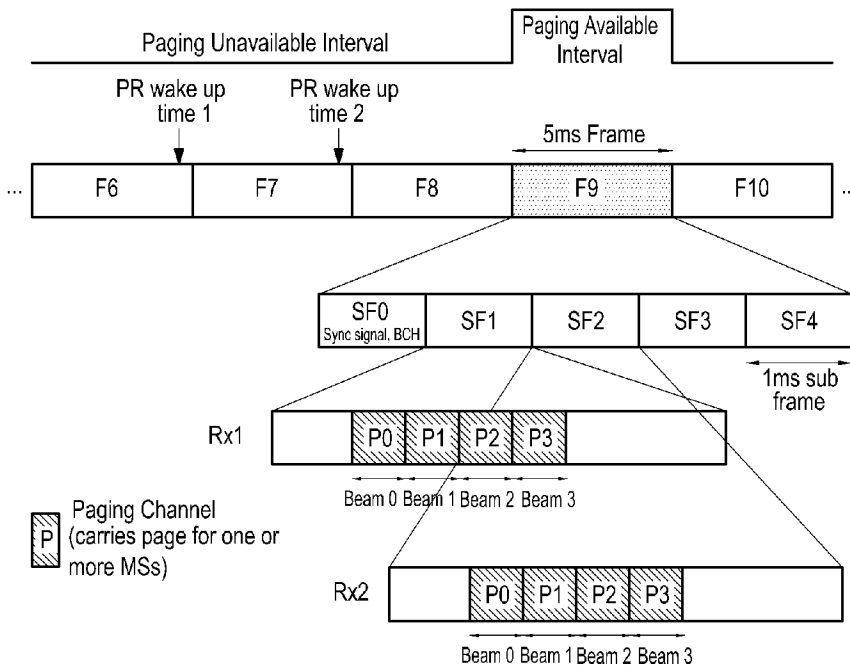 Paging Unavailable Interval
Paging Available
Interval
PR wake up
time 1
PR wake up
time 2
5ms Frame
... F6 F7 F8 F9 F10 ..
SF0
Sync signal, BCH
SF1 SF2 SF3 SF4
1ms sub
frame
Rx1 P0 P1 P2 P3
Beam 0 Beam 1 Beam 2 Beam 3
P Paging Channel
(carries page for one or
more MSs)
Rx2 P0 P1 P2 P3
Beam 0 Beam 1 Beam 2 Beam 3